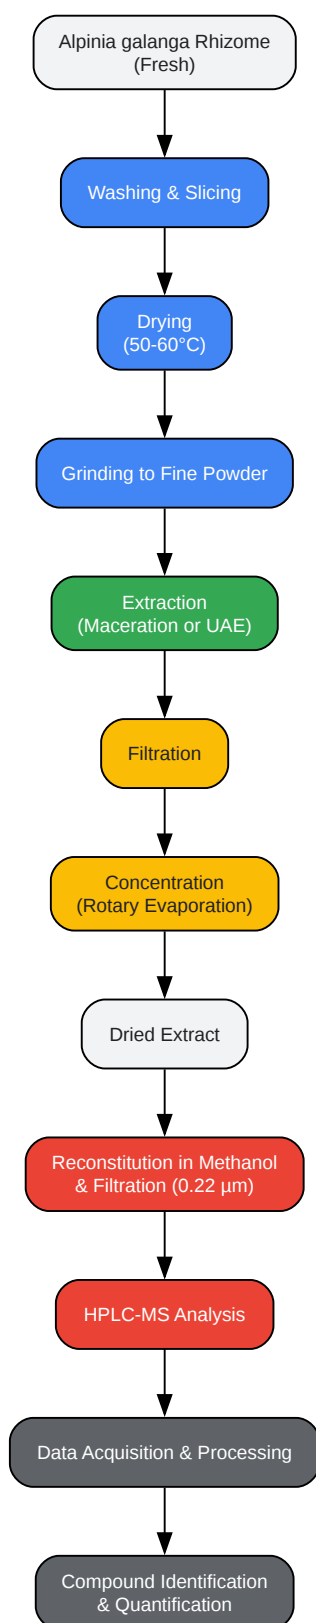 Alpinia galanga Rhizome
(Fresh)
Washing & Slicing
Drying
(50-60°C)
Grinding to Fine Powder
Extraction
(Maceration or UAE)
Filtration
Concentration
(Rotary Evaporation)
Dried Extract
Reconstitution in Methanol
& Filtration (0.22 µm)
HPLC-MS Analysis
Data Acquisition & Processing
Compound Identification
& Quantification